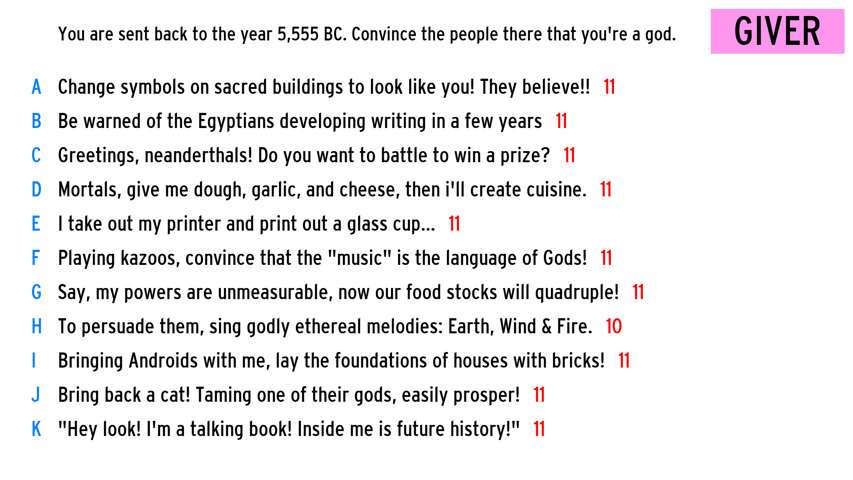 You are sent back to the year 5,555 BC. Convince the people there that you're a god.
GIVER
A Change symbols on sacred buildings to look like you! They believe!! 11
B Be warned of the Egyptians developing writing in a few years 11
C Greetings, neanderthals! Do you want to battle to win a prize? 11
D Mortals, give me dough, garlic, and cheese, then i'll create cuisine. 11
E I take out my printer and print out a glass cup... 11
F Playing kazoos, convince that the "music" is the language of Gods! 11
G Say, my powers are unmeasurable, now our food stocks will quadruple! 11
H To persuade them, sing godly ethereal melodies: Earth, Wind & Fire. 10
I Bringing Androids with me, lay the foundations of houses with bricks! 11
J Bring back a cat! Taming one of their gods, easily prosper! 11
K "Hey look! I'm a talking book! Inside me is future history!" 11